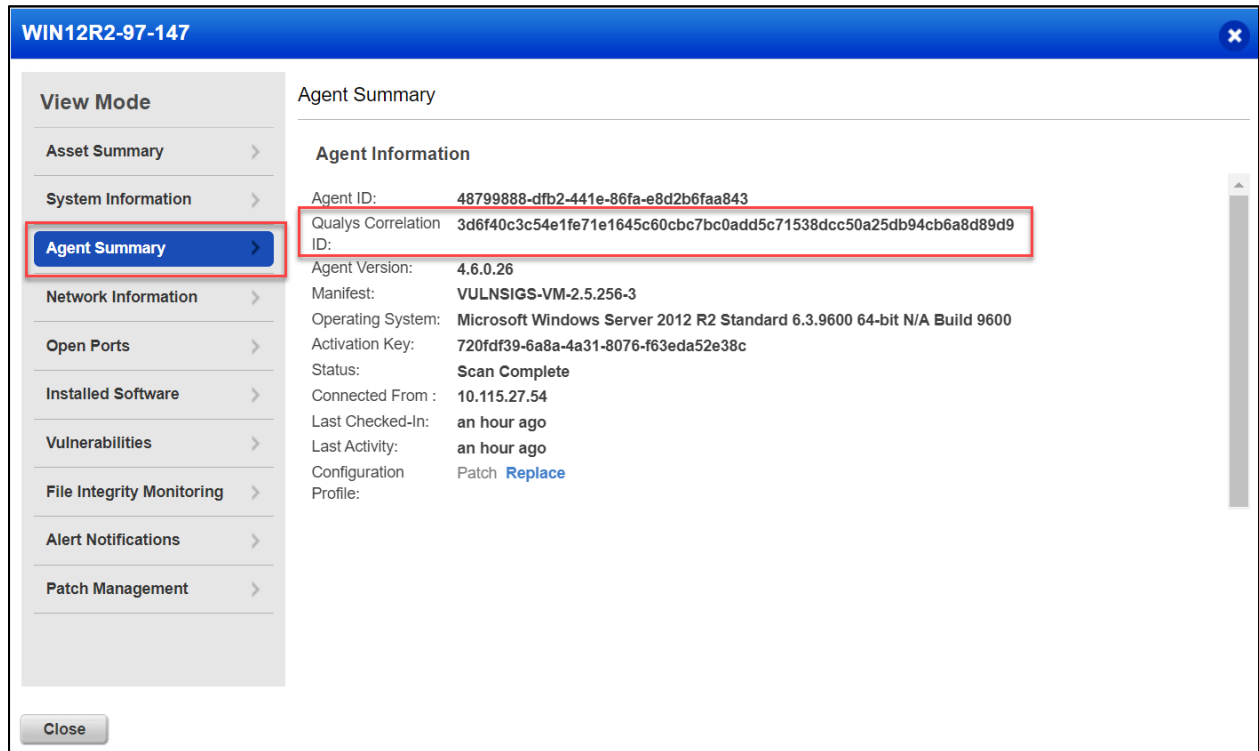 WIN12R2-97-147
View Mode
Asset Summary
System Information
Agent Summary
Network Information
Open Ports
Installed Software
Vulnerabilities
File Integrity Monitoring
Alert Notifications
Patch Management
Agent Summary
Agent Information
Agent ID: 48799888-dfb2-441e-86fa-e8d2b6faa843
Qualys Correlation 3d6f40c3c54e1fe71e1645c60cbc7bc0add5c71538dcc50a25db94cb6a8d89d9
ID:
Agent Version: 4.6.0.26
Manifest: VULNSIGS-VM-2.5.256-3
Operating System: Microsoft Windows Server 2012 R2 Standard 6.3.9600 64-bit N/A Build 9600
Activation Key: 720fdf39-6a8a-4a31-8076-f63eda52e38c
Status: Scan Complete
Connected From : 10.115.27.54
Last Checked-In: an hour ago
Last Activity: an hour ago
Configuration Patch Replace
Profile:
Close